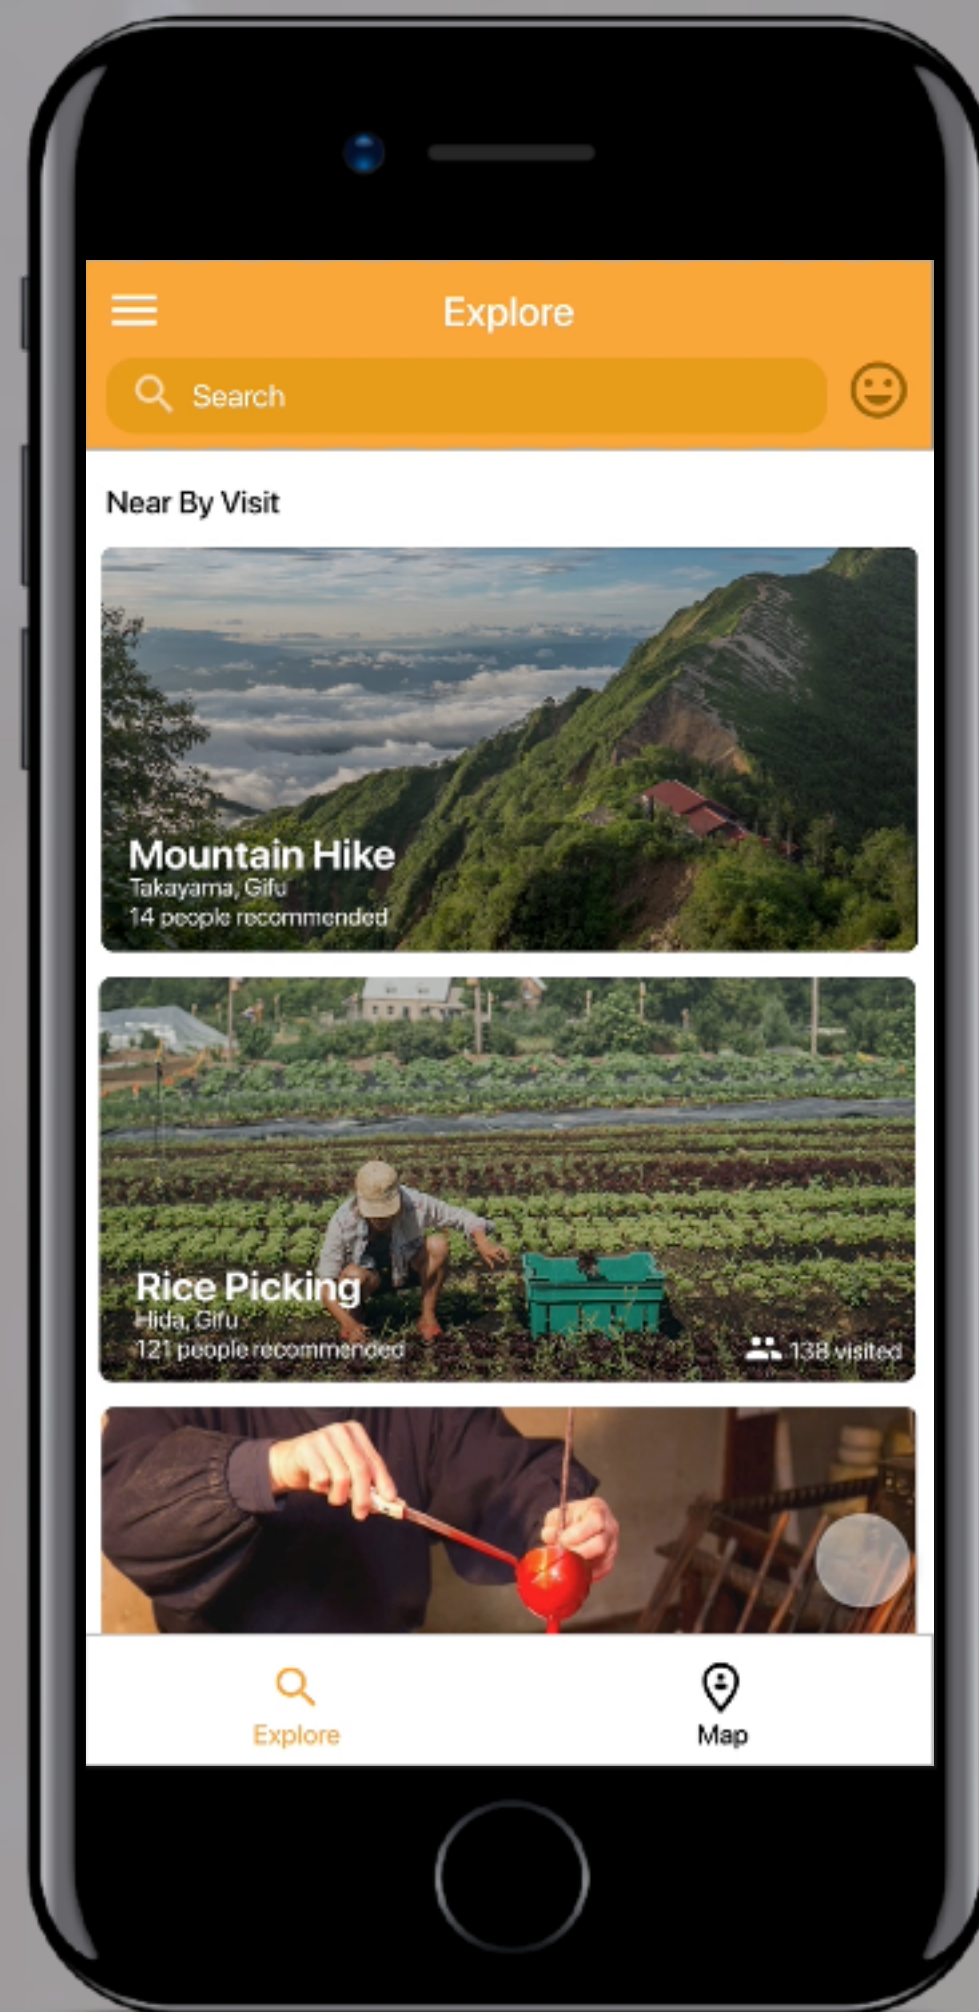 Explore
Search
Near By Visit
Mountain Hike
Takayama, Gifu
14 people recommended
Rice Picking
Hida, Gifu
121 people recommended
138 visited
Explore
Map